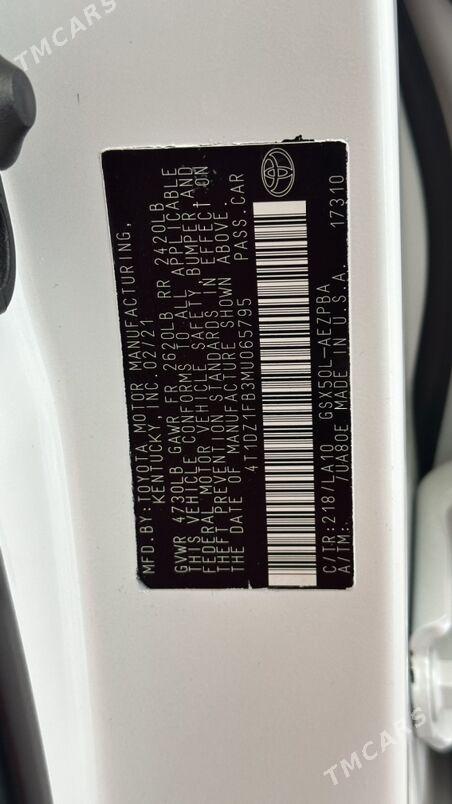 TMCARS
MFD.BY:TOYOTA MOTOR MANUFACTURING,
KENTUCKY, INC. 02/21
GVWR 4730LB GAWR FR 2620LB RR 2420LB
THIS VEHICLE CONFORMS TO ALL APPLICABLE
FEDERAL MOTOR VEHICLE SAFETY, BUMPER AND
THEFT PREVENTION STANDARDS IN EFFECT ON
THE DATE OF MANUFACTURE SHOWN ABOVE.
4T1DZ1FB3MU065795 PASS.CAR
C/TR:2187/LA10 GSX50L-AEZPBA
A/TM: /UA80E MADE IN U.S.A. 17310
TMCARS